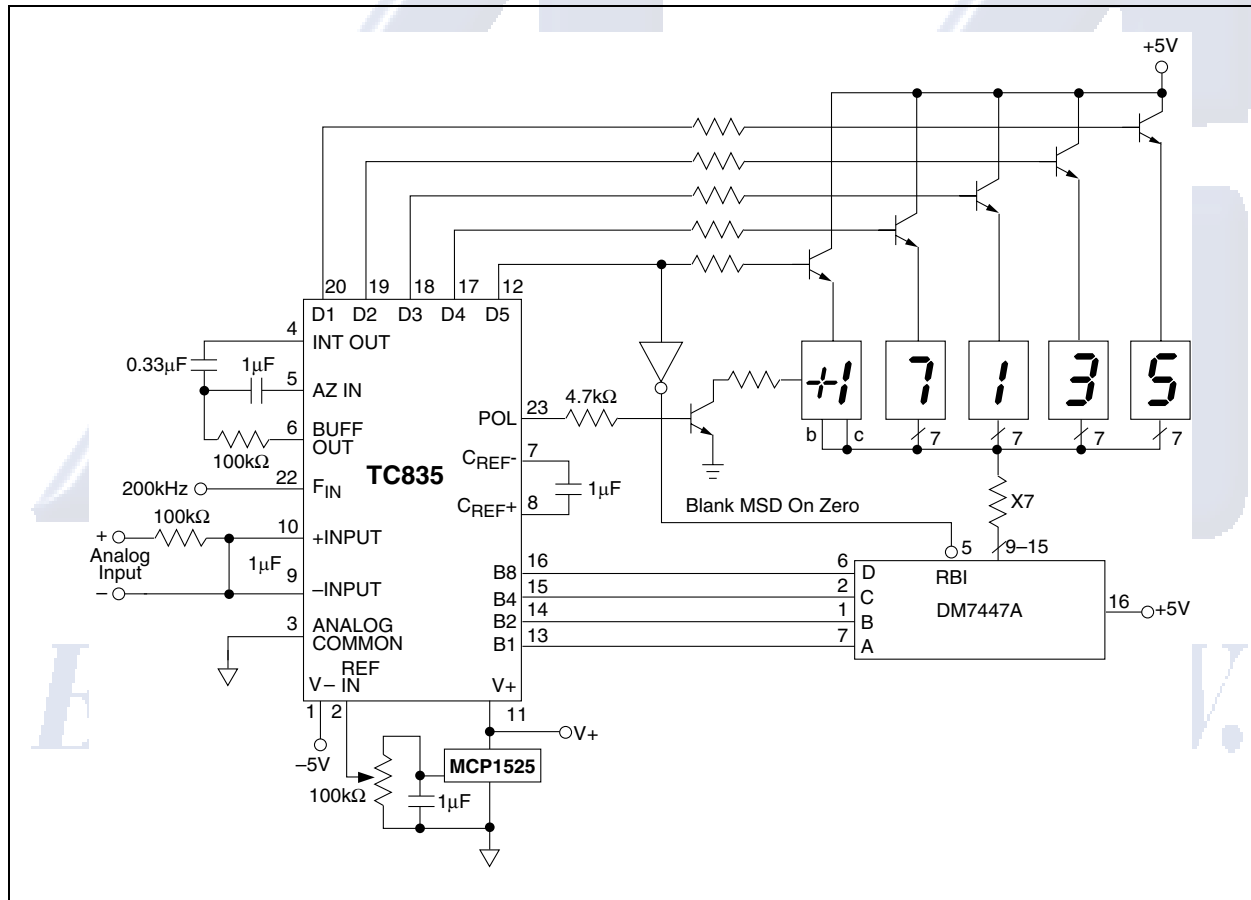 +5V
20 19 18 17 12
D1 D2 D3 D4 D5
4 INT OUT
0.33μF
1μF
5 AZ IN
6 BUFF OUT
100kΩ
200kHz
22 FIN
100kΩ
+ Analog Input –
10 +INPUT
1μF
9 –INPUT
3 ANALOG COMMON
V– REF IN
V+
1 2 11
–5V
TC835
POL 23
4.7kΩ
CREF- 7
1μF
CREF+ 8
B8 16
B4 15
B2 14
B1 13
+1 7 1 3 5
b c 7 7 7 7
X7
Blank MSD On Zero
5 9–15
6 D
2 C
1 B
7 A
RBI
DM7447A
16 +5V
V+
MCP1525
100kΩ
1μF